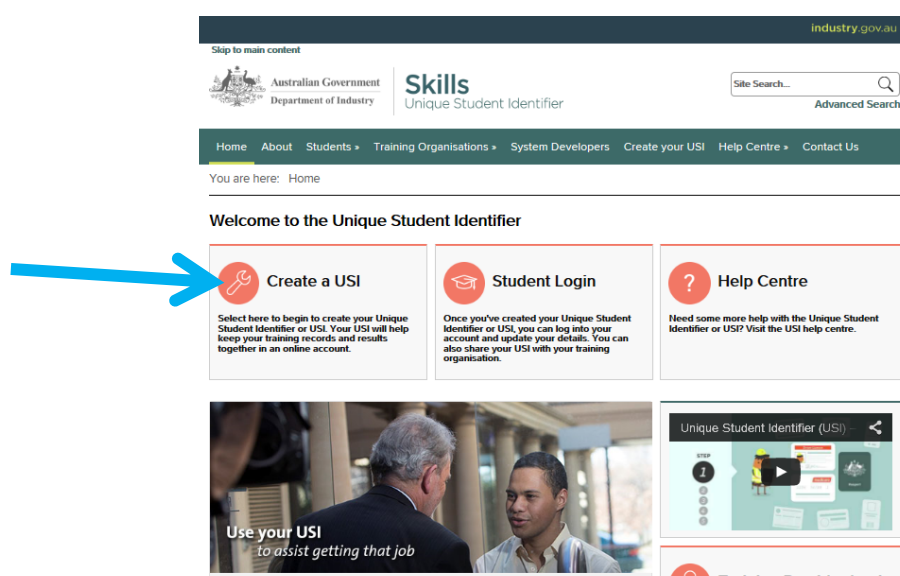 industry.gov.au
Skip to main content
Australian Government
Department of Industry
Skills
Unique Student Identifier
Site Search...
Advanced Search
Home About Students » Training Organisations » System Developers Create your USI Help Centre » Contact Us
You are here: Home
Welcome to the Unique Student Identifier
Create a USI
Select here to begin to create your Unique
Student Identifier or USI. Your USI will help
keep your training records and results
together in an online account.
Student Login
Once you've created your Unique Student
Identifier or USI, you can log into your
account and update your details. You can
also share your USI with your training
organisation.
?
Help Centre
Need some more help with the Unique Student
Identifier or USI? Visit the USI help centre.
Use your USI
to assist getting that job
Unique Student Identifier (USI) –
STEP
1
2
3
4
5